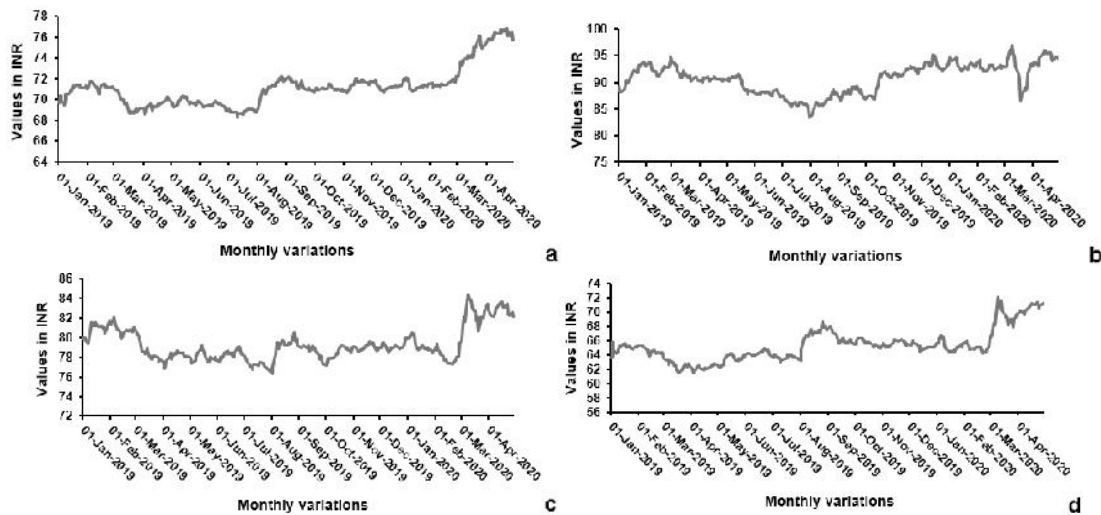 78
76
74
72
70
68
66
64
Values in INR
01-Jan-2019
01-Feb-2019
01-Mar-2019
01-Apr-2019
01-May-2019
01-Jun-2019
01-Jul-2019
01-Aug-2019
01-Sep-2019
01-Oct-2019
01-Nov-2019
01-Dec-2019
01-Jan-2020
01-Feb-2020
01-Mar-2020
01-Apr-2020
Monthly variations
a
100
95
90
85
80
75
Values in INR
01-Jan-2019
01-Feb-2019
01-Mar-2019
01-Apr-2019
01-May-2019
01-Jun-2019
01-Jul-2019
01-Aug-2019
01-Sep-2019
01-Oct-2019
01-Nov-2019
01-Dec-2019
01-Jan-2020
01-Feb-2020
01-Mar-2020
01-Apr-2020
Monthly variations
b
86
84
82
80
78
76
74
72
Values in INR
01-Jan-2019
01-Feb-2019
01-Mar-2019
01-Apr-2019
01-May-2019
01-Jun-2019
01-Jul-2019
01-Aug-2019
01-Sep-2019
01-Oct-2019
01-Nov-2019
01-Dec-2019
01-Jan-2020
01-Feb-2020
01-Mar-2020
01-Apr-2020
Monthly variations
c
74
72
70
68
66
64
62
60
58
56
Values in INR
01-Jan-2019
01-Feb-2019
01-Mar-2019
01-Apr-2019
01-May-2019
01-Jun-2019
01-Jul-2019
01-Aug-2019
01-Sep-2019
01-Oct-2019
01-Nov-2019
01-Dec-2019
01-Jan-2020
01-Feb-2020
01-Mar-2020
01-Apr-2020
Monthly variations
d